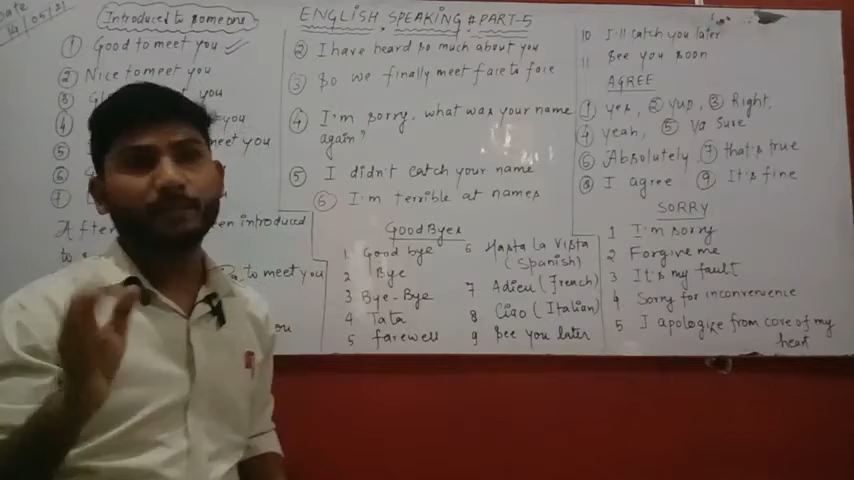 Date
14/05/21
Introduced to someone
① Good to meet you
② Nice to meet you
③ you
④ you
⑤ meet you
⑥
⑦
After en introduced
to
to meet you
you
ENGLISH SPEAKING # PART-5
② I have heard so much about you
③ So we finally meet face to face
④ I'm sorry, what was your name
again?
⑤ I didn't catch your name
⑥ I'm terrible at names
GoodByes
1 Good bye
2 Bye
3 Bye-Bye
4 Tata
5 farewell
6 Hasta La Vista
(Spanish)
7 Adieu (French)
8 Ciao (Italian)
9 See you later
10 I'll catch you later
11 See you soon
AGREE
① yes, ② yup, ③ Right,
④ yeah, ⑤ ya sure
⑥ Absolutely ⑦ that's true
⑧ I agree ⑨ It's fine
SORRY
1 I'm sorry
2 Forgive me
3 It's my fault
4 Sorry for inconvenience
5 I apologize from core of my
heart